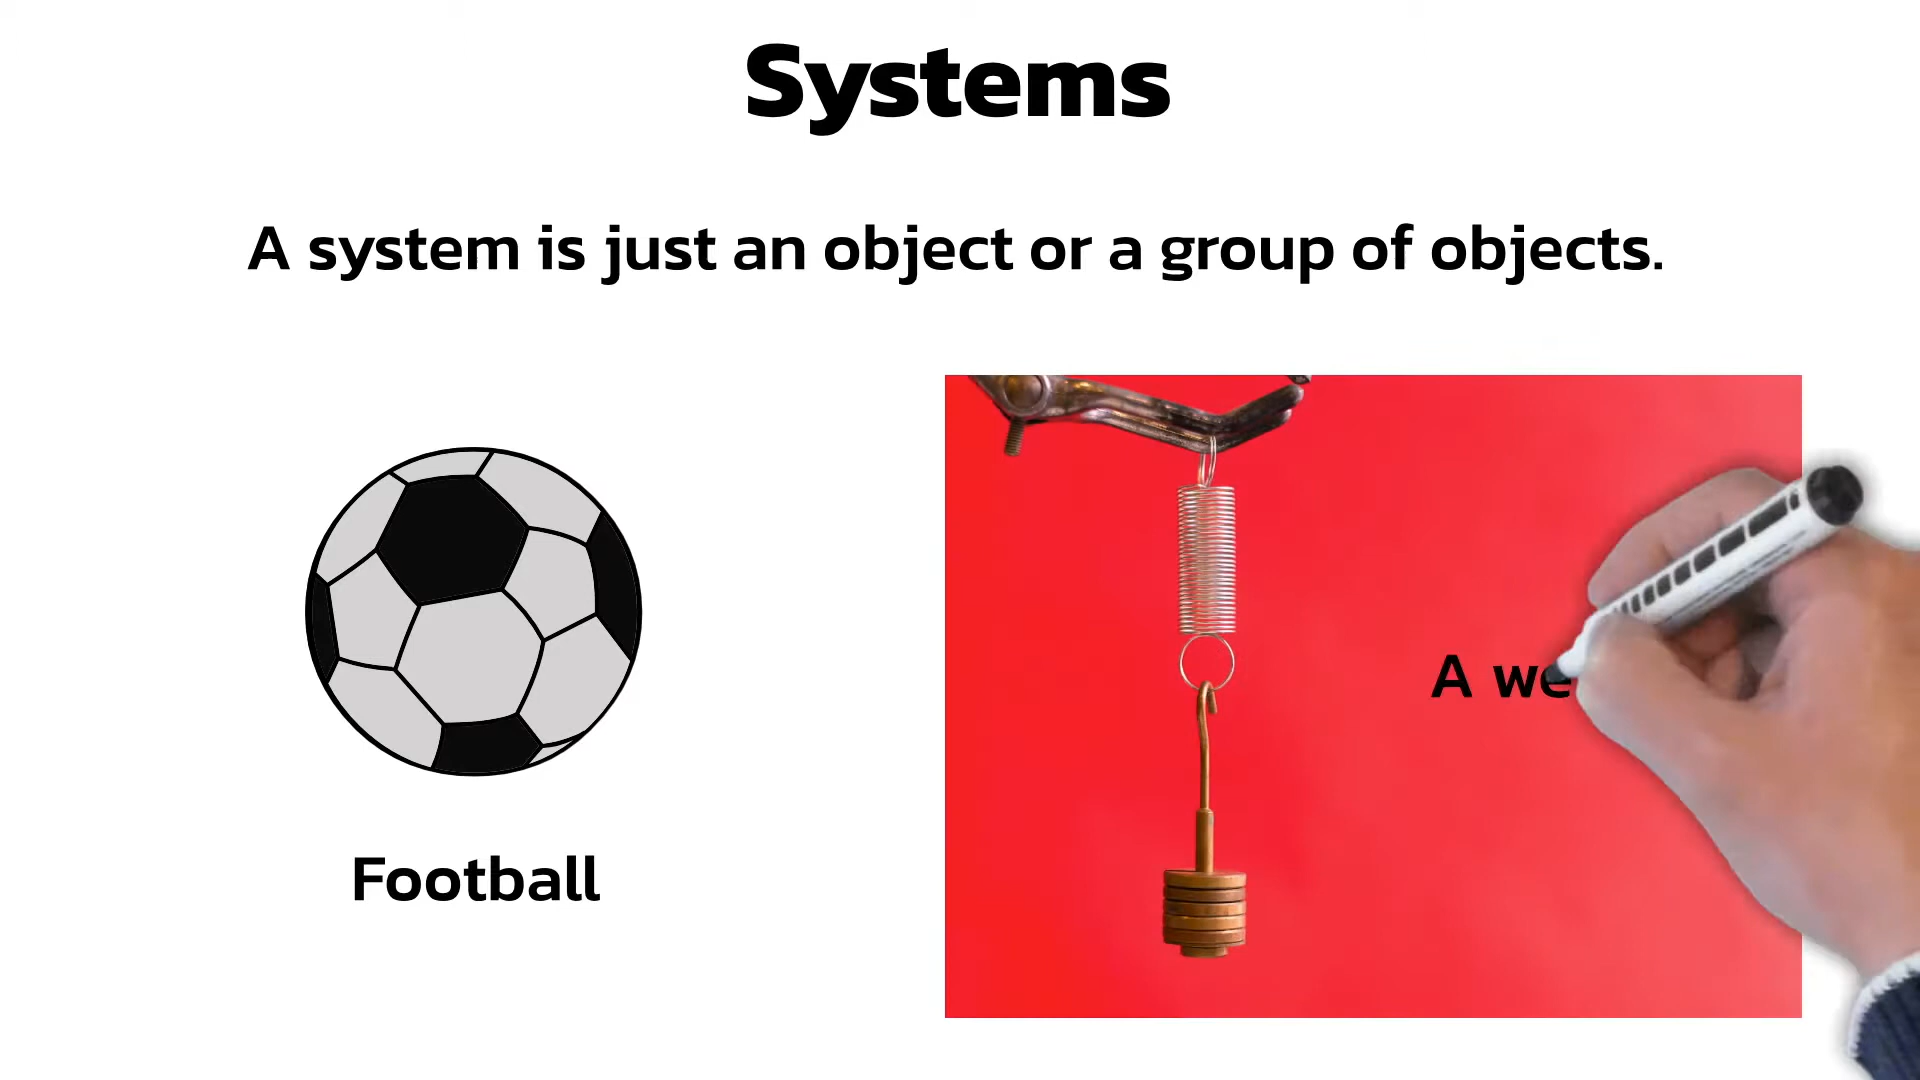 Systems
A system is just an object or a group of objects.
A we
Football